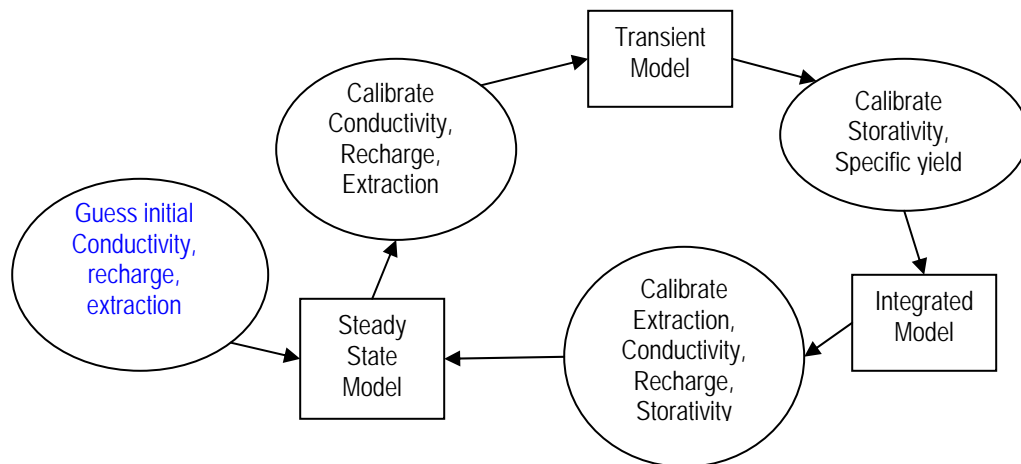 Guess initial
Conductivity,
recharge,
extraction
Steady
State
Model
Calibrate
Conductivity,
Recharge,
Extraction
Transient
Model
Calibrate
Storativity,
Specific yield
Integrated
Model
Calibrate
Extraction,
Conductivity,
Recharge,
Storativity